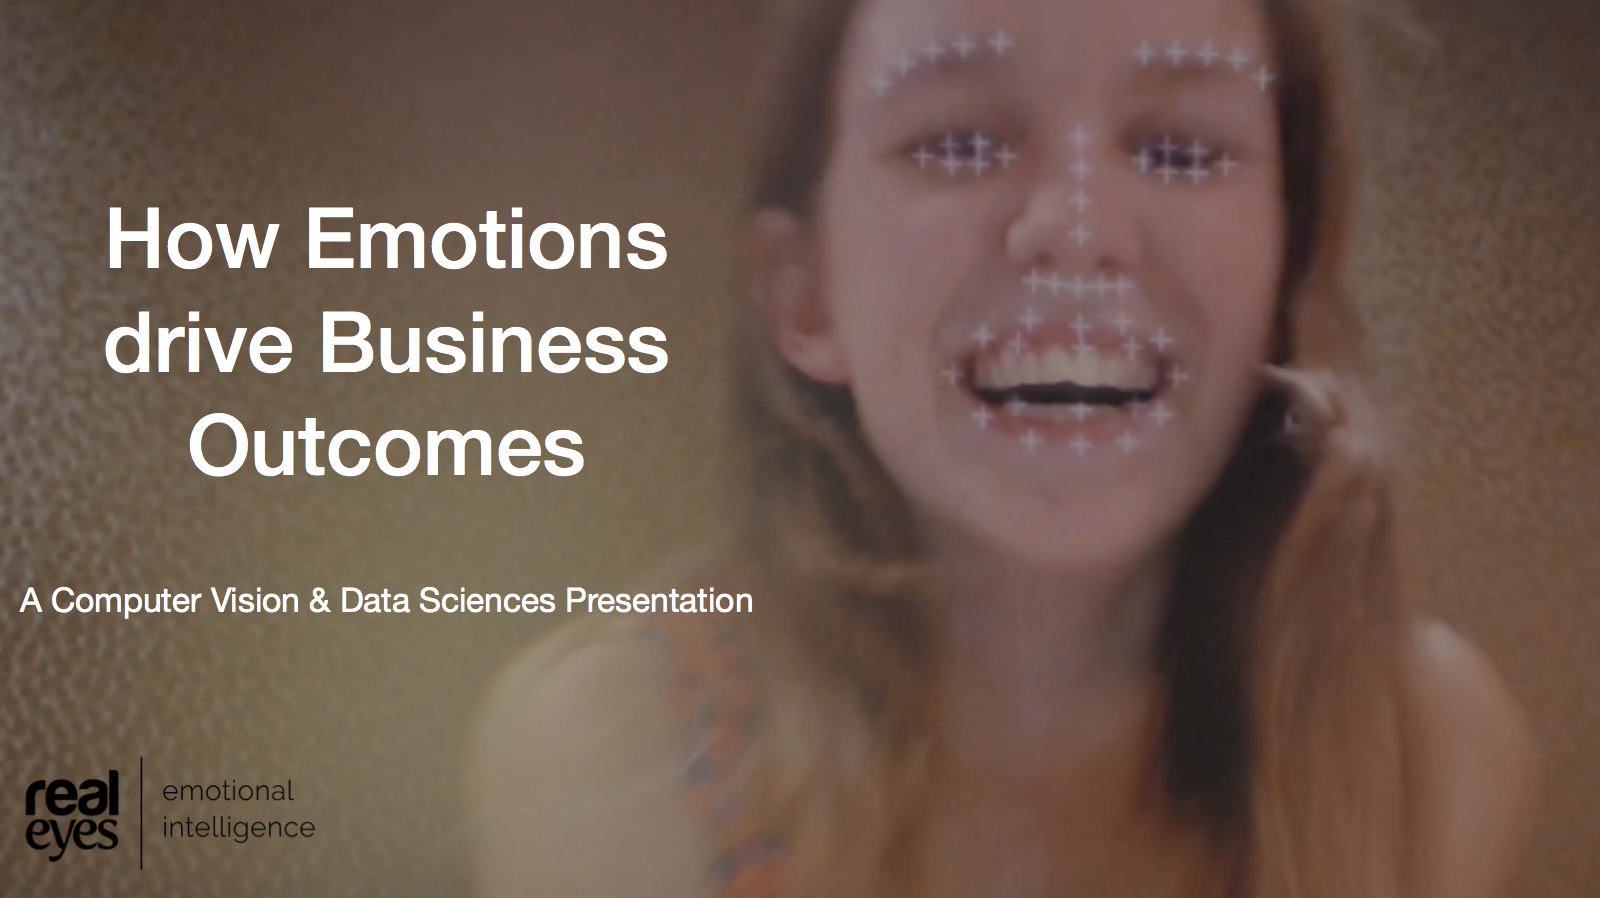 How Emotions
drive Business
Outcomes
A Computer Vision & Data Sciences Presentation
real
eyes
emotional
intelligence